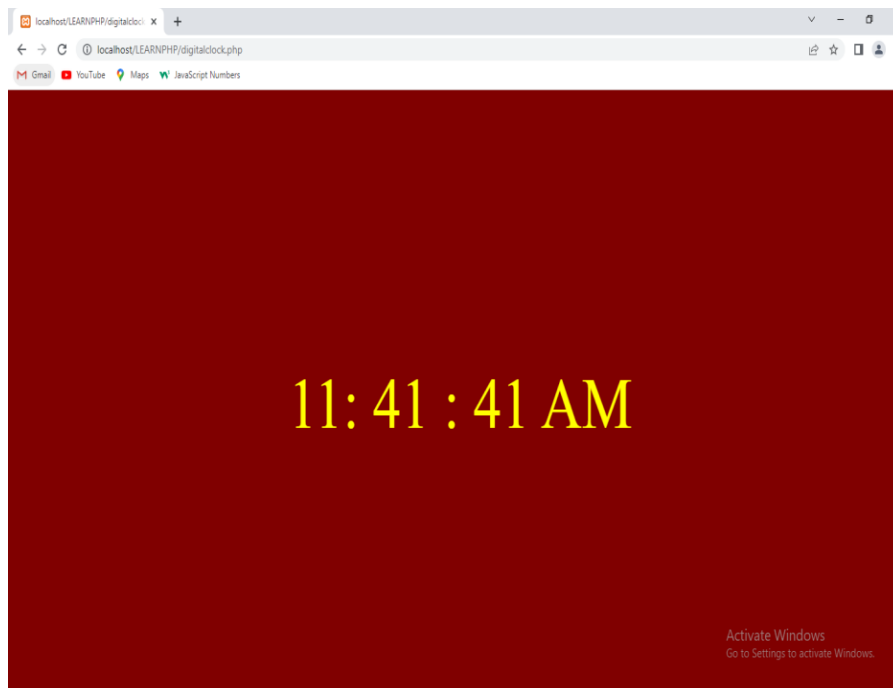 localhost/LEARNPHP/digitalclock
localhost/LEARNPHP/digitalclock.php
Gmail YouTube Maps JavaScript Numbers
11: 41 : 41 AM
Activate Windows
Go to Settings to activate Windows.